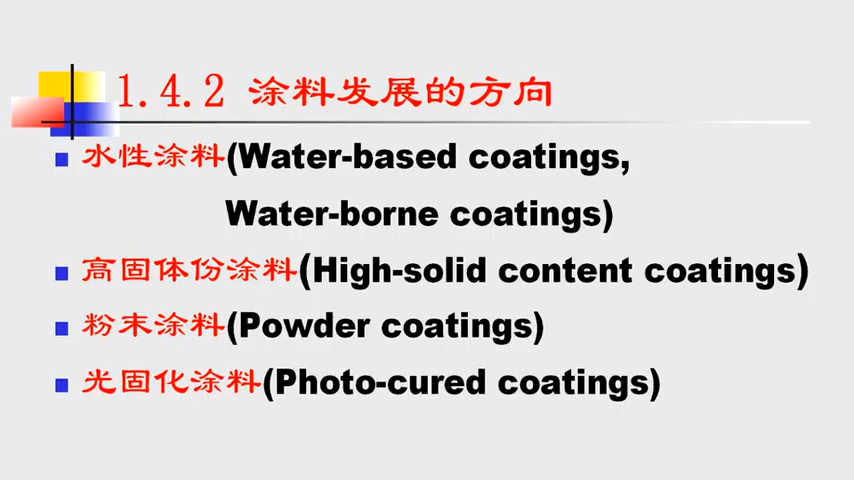 1.4.2 涂料发展的方向
水性涂料(Water-based coatings,
Water-borne coatings)
高固体份涂料(High-solid content coatings)
粉末涂料(Powder coatings)
光固化涂料(Photo-cured coatings)